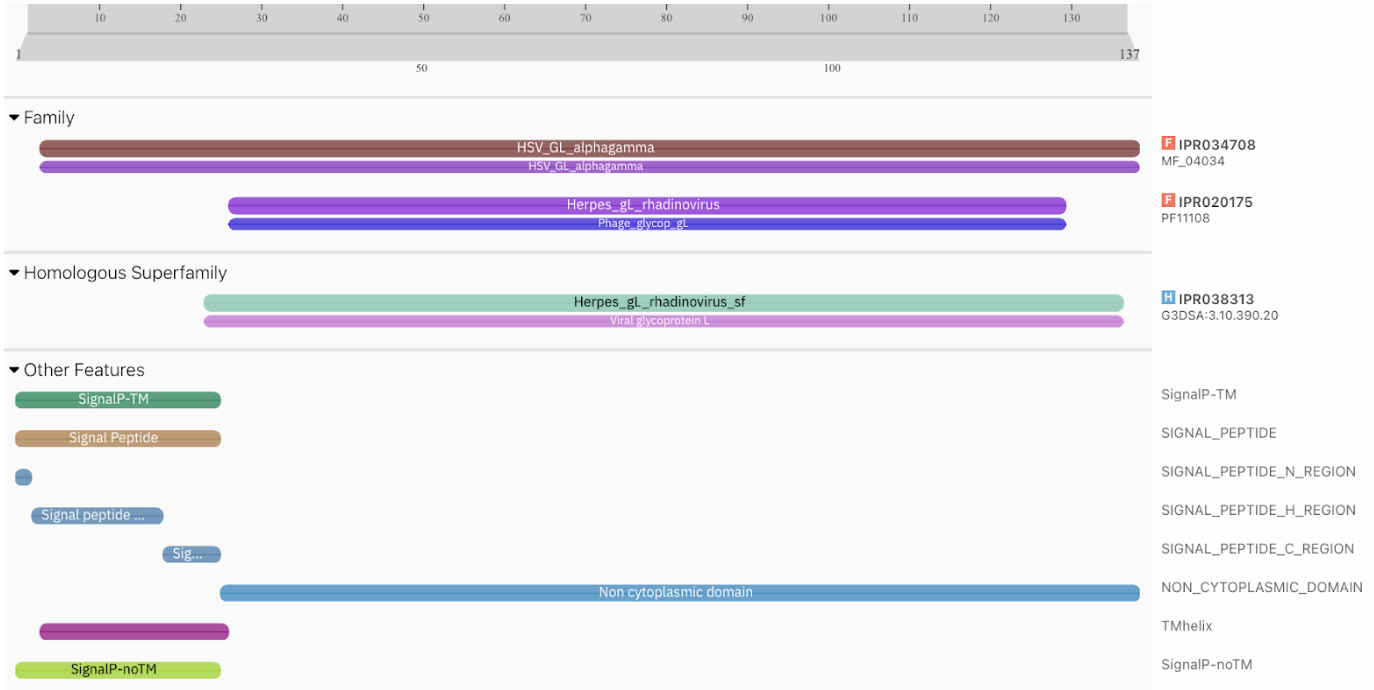 10 20 30 40 50 60 70 80 90 100 110 120 130
1 137
50 100
Family
HSV_GL_alphagamma
F IPR034708
HSV_GL_alphagamma
MF_04034
Herpes_gL_rhadinovirus
F IPR020175
Phage_glycop_gL
PF11108
Homologous Superfamily
Herpes_gL_rhadinovirus_sf
H IPR038313
Viral glycoprotein L
G3DSA:3.10.390.20
Other Features
SignalP-TM SignalP-TM
Signal Peptide SIGNAL_PEPTIDE
SIGNAL_PEPTIDE_N_REGION
Signal peptide ... SIGNAL_PEPTIDE_H_REGION
Sig... SIGNAL_PEPTIDE_C_REGION
Non cytoplasmic domain NON_CYTOPLASMIC_DOMAIN
TMhelix
SignalP-noTM SignalP-noTM